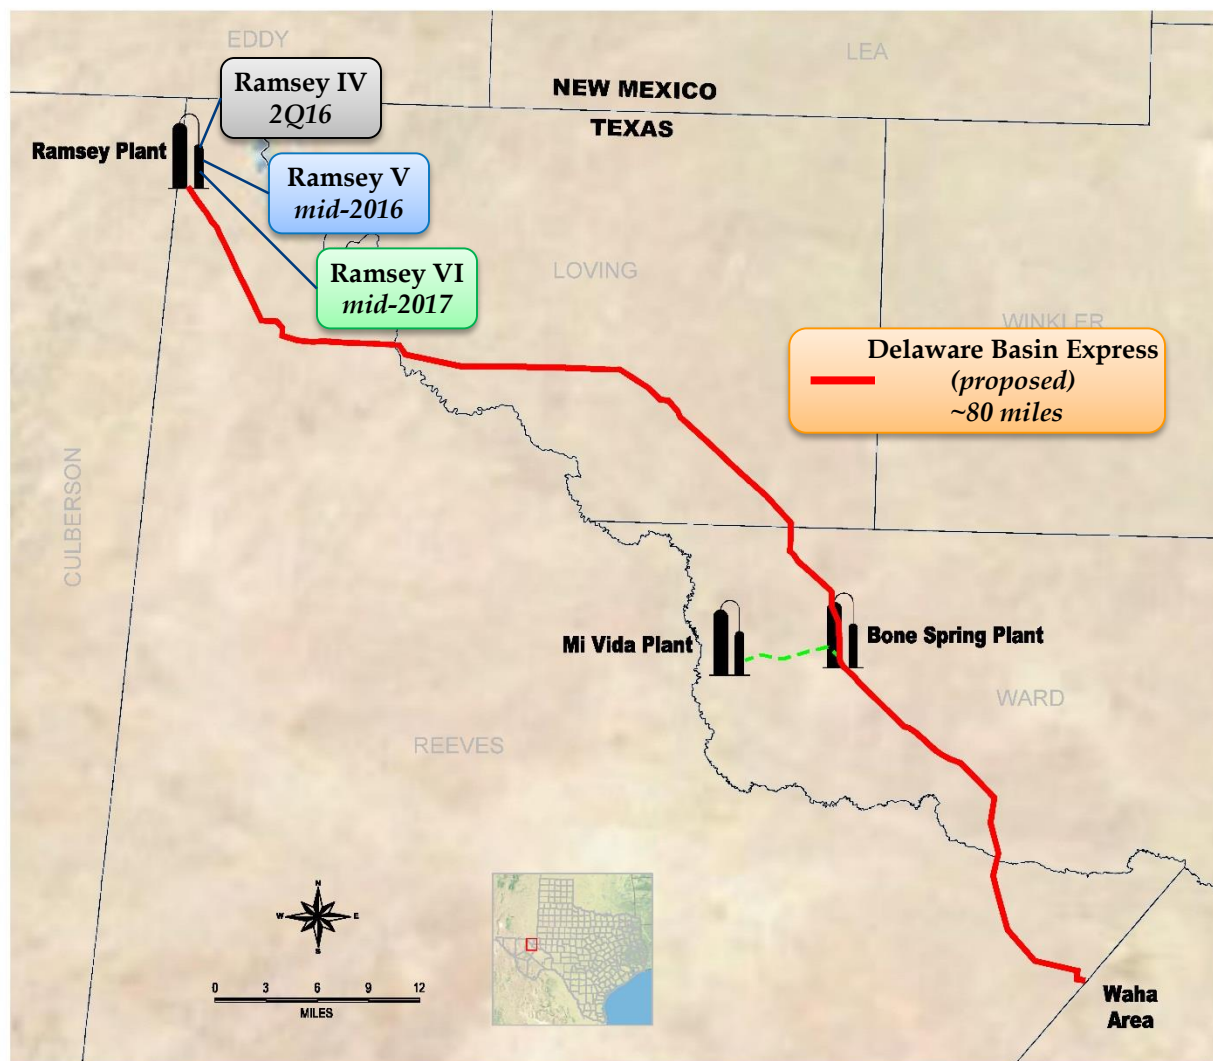 EDDY
LEA
Ramsey IV
2Q16
NEW MEXICO
TEXAS
Ramsey Plant
Ramsey V
mid-2016
Ramsey VI
mid-2017
LOVING
WINKLER
Delaware Basin Express
(proposed)
~80 miles
CULBERSON
Mi Vida Plant
Bone Spring Plant
WARD
REEVES
N
W
E
S
0 3 6 9 12
MILES
Waha
Area